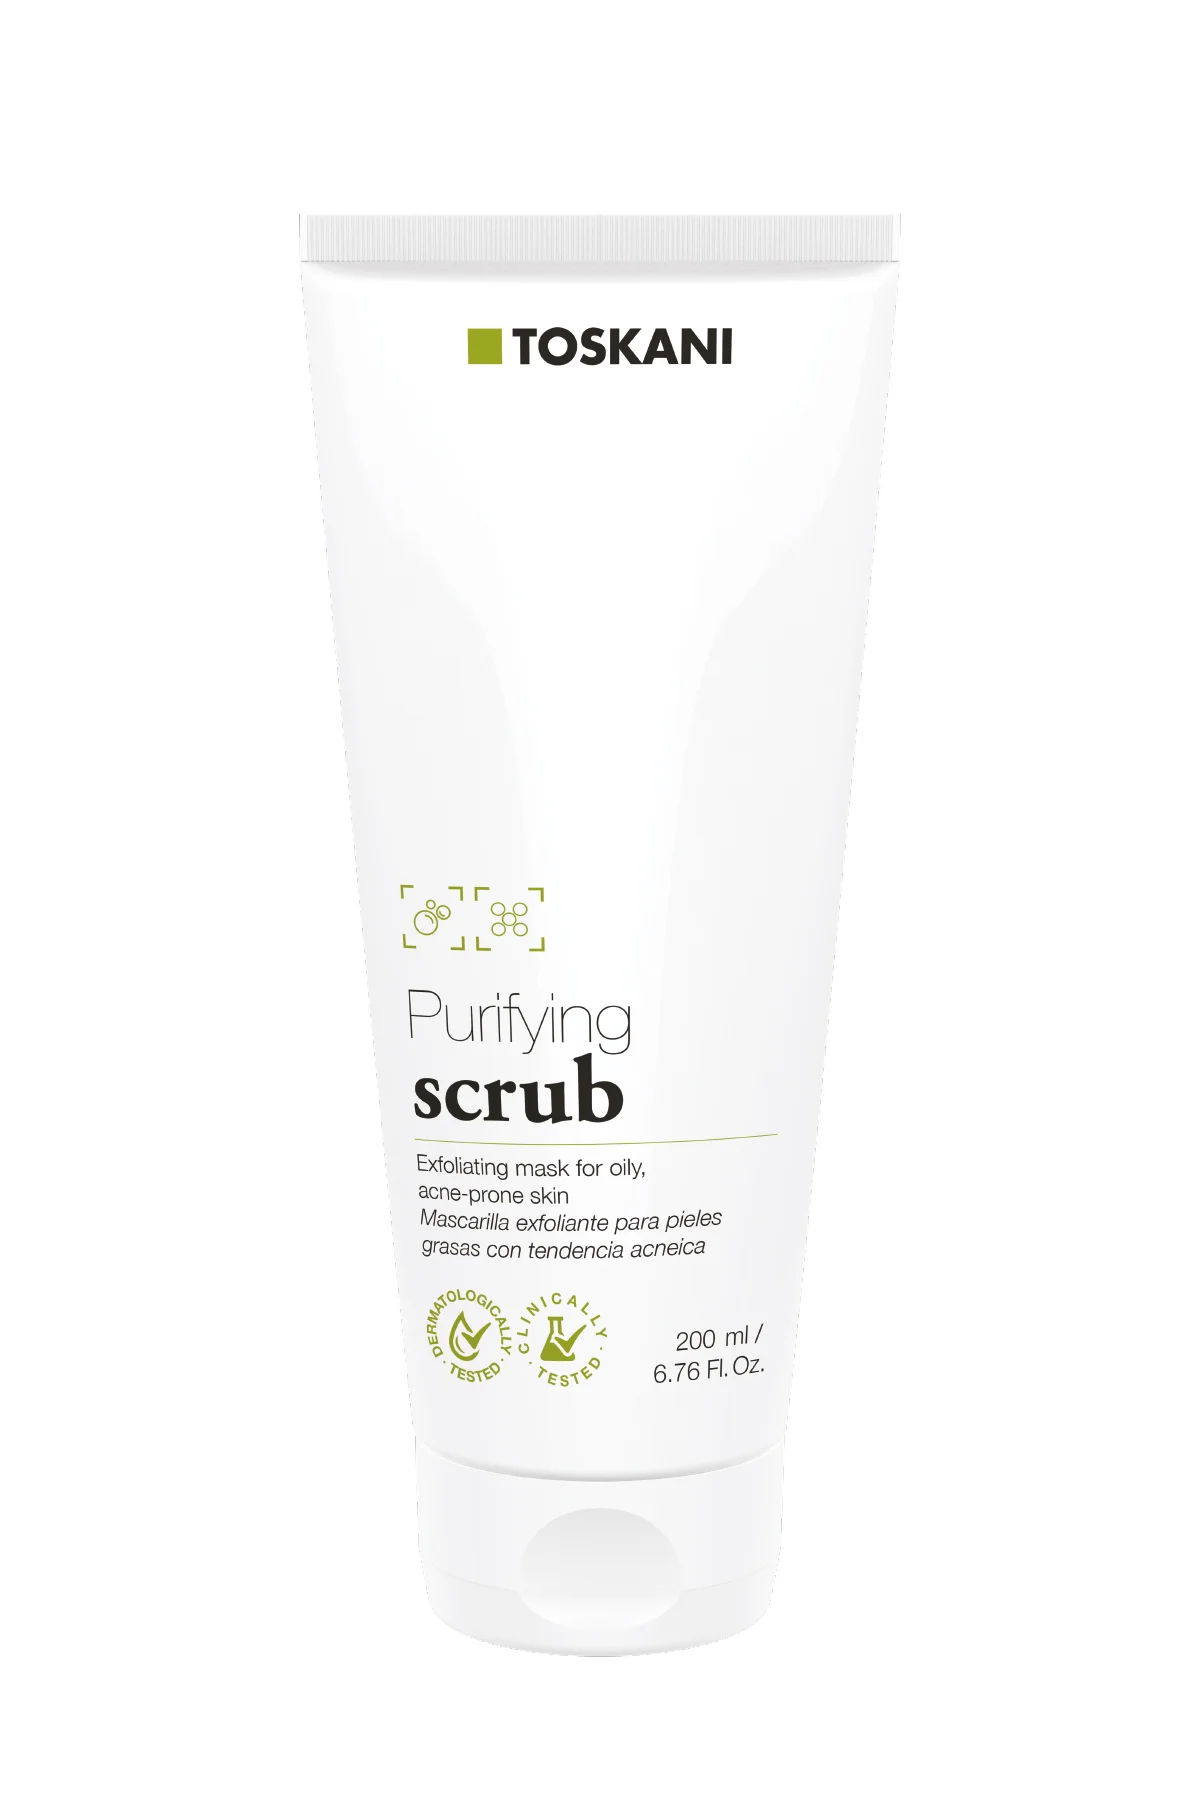 TOSKANI
Purifying
scrub
Exfoliating mask for oily,
acne-prone skin
Mascarilla exfoliante para pieles
grasas con tendencia acneica
DERMATOLOGICALLY · TESTED ·
CLINICALLY · TESTED ·
200 ml /
6.76 Fl. Oz.